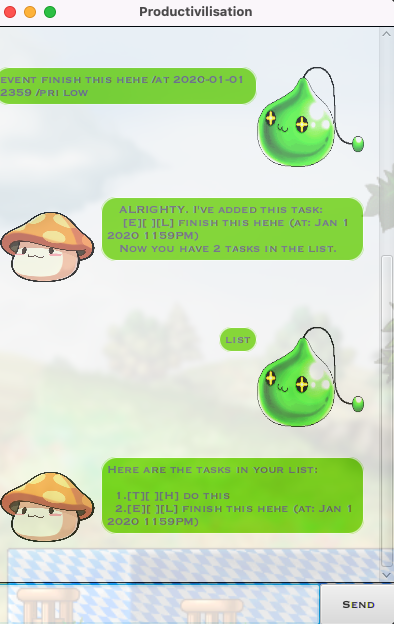 Productivilisation
EVENT FINISH THIS HEHE /AT 2020-01-01
2359 /PRI LOW
ALRIGHTY. I'VE ADDED THIS TASK:
[E][ ][L] FINISH THIS HEHE (AT: JAN 1
2020 1159PM)
NOW YOU HAVE 2 TASKS IN THE LIST.
LIST
HERE ARE THE TASKS IN YOUR LIST:
1.[T][ ][H] DO THIS
2.[E][ ][L] FINISH THIS HEHE (AT: JAN 1
2020 1159PM)
SEND